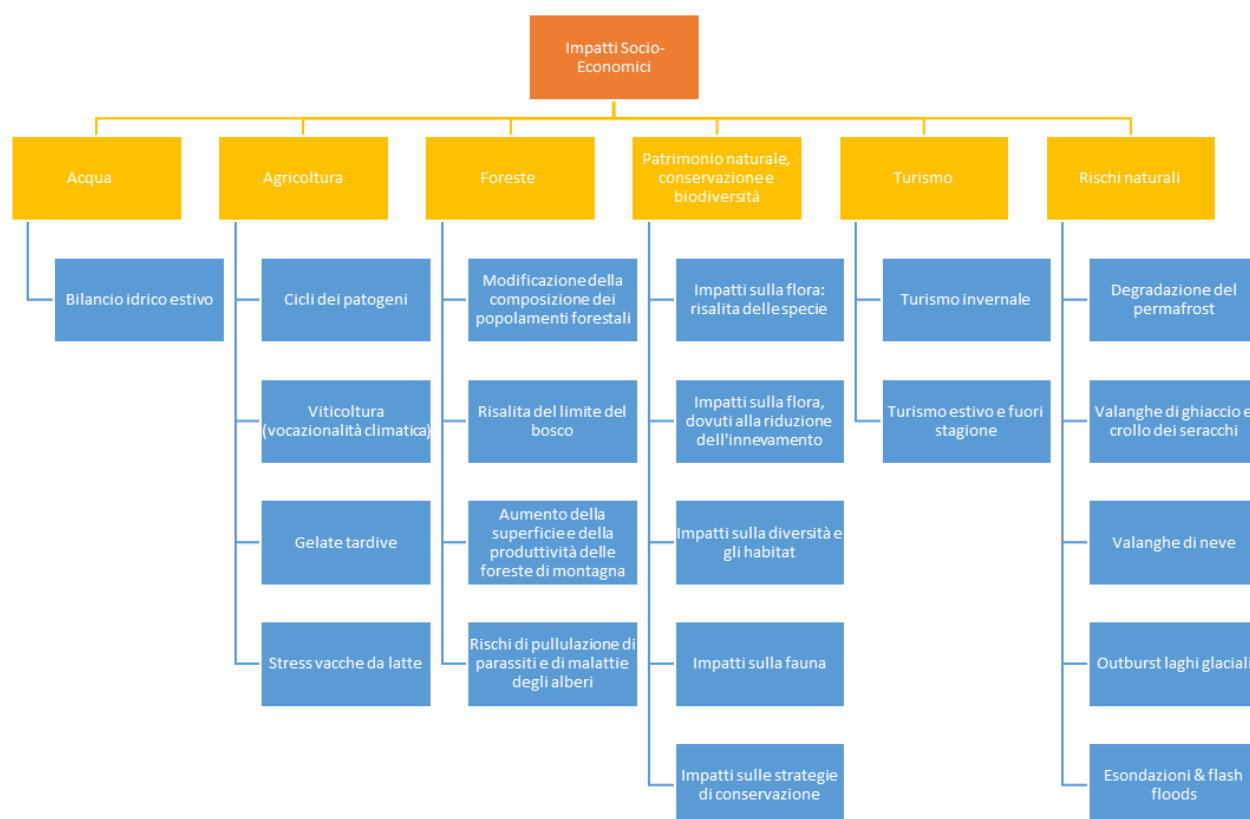 Impatti Socio-
Economici
Acqua
Agricoltura
Foreste
Patrimonio naturale,
conservazione e
biodiversità
Turismo
Rischi naturali
Bilancio idrico estivo
Cicli dei patogeni
Viticoltura
(vocazionalità climatica)
Gelate tardive
Stress vacche da latte
Modificazione della
composizione dei
popolamenti forestali
Risalita del limite del
bosco
Aumento della
superficie e della
produttività delle
foreste di montagna
Rischi di pullulazione di
parassiti e di malattie
degli alberi
Impatti sulla flora:
risalita delle specie
Impatti sulla flora,
dovuti alla riduzione
dell'innevamento
Impatti sulla diversità e
gli habitat
Impatti sulla fauna
Impatti sulle strategie
di conservazione
Turismo invernale
Turismo estivo e fuori
stagione
Degradazione del
permafrost
Valanghe di ghiaccio e
crollo dei seracchi
Valanghe di neve
Outburst laghi glaciali
Esondazioni & flash
floods